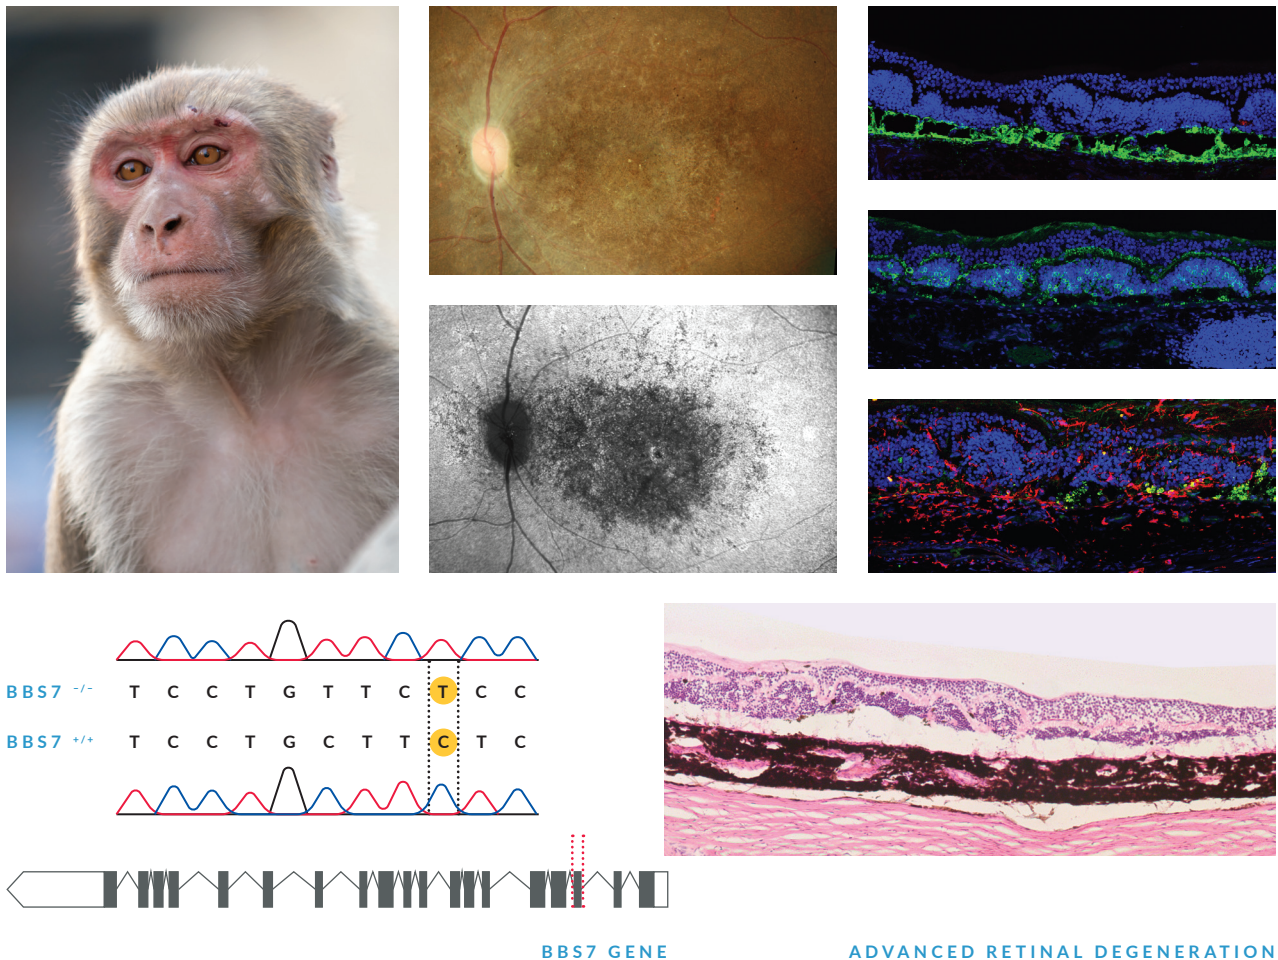 BBS7 -/- T C C T G T T C T C C
BBS7 +/+ T C C T G C T T C T C
BBS7 GENE
ADVANCED RETINAL DEGENERATION